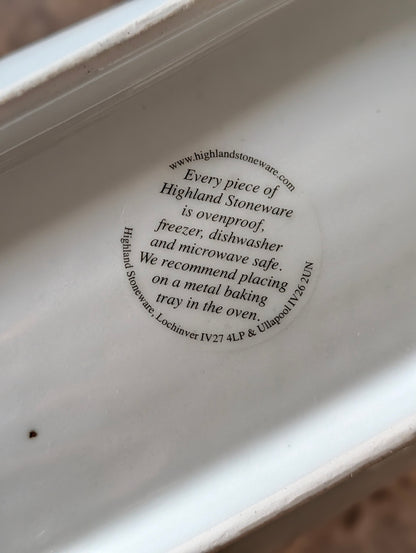 www.highlandstoneware.com
Every piece of
Highland Stoneware
is ovenproof,
freezer, dishwasher
and microwave safe.
We recommend placing
on a metal baking
tray in the oven.
Highland Stoneware, Lochinver IV27 4LP & Ullapool IV26 2UN